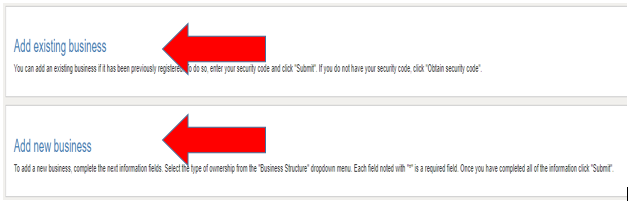 Add existing business
You can add an existing business if it has been previously registered. To do so, enter your security code and click "Submit". If you do not have your security code, click "Obtain security code".
Add new business
To add a new business, complete the next information fields. Select the type of ownership from the "Business Structure" dropdown menu. Each field noted with "*" is a required field. Once you have completed all of the information click "Submit".